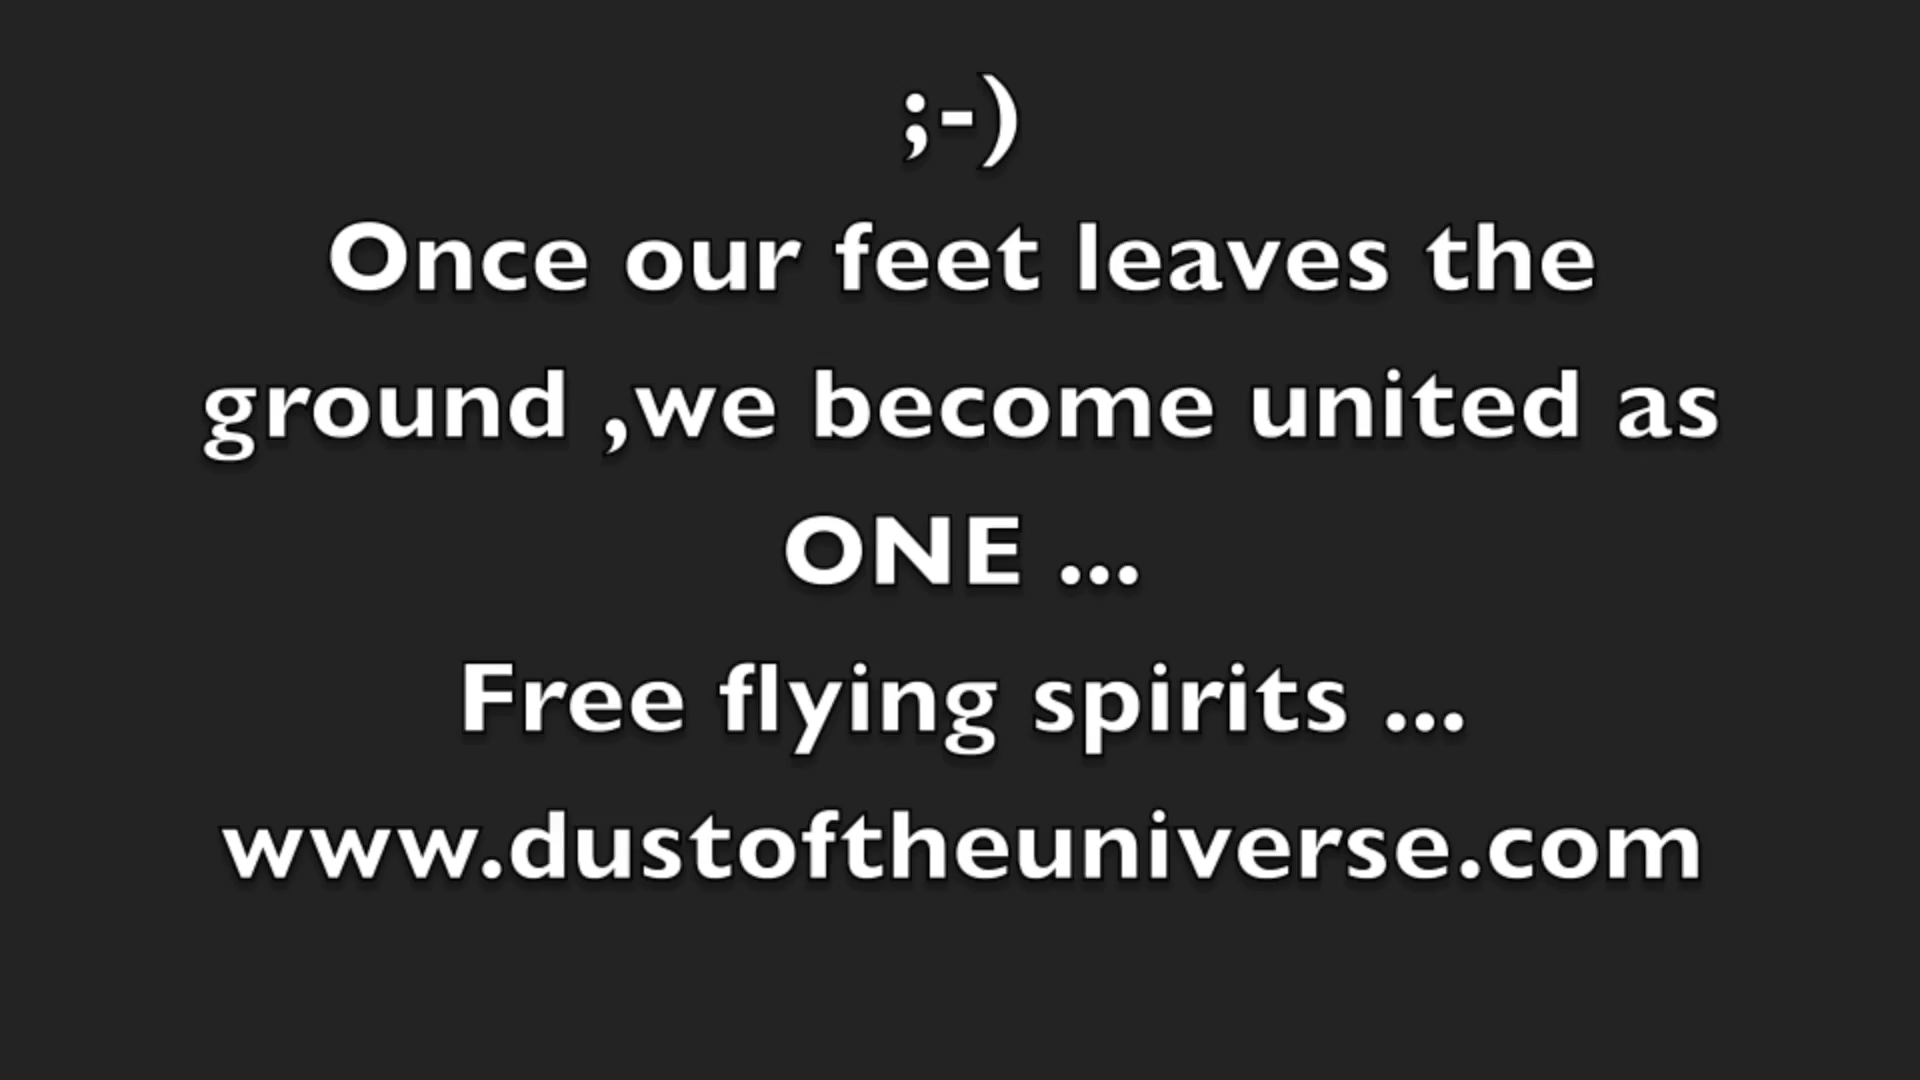 ;-)
Once our feet leaves the
ground ,we become united as
ONE ...
Free flying spirits ...
www.dustoftheuniverse.com